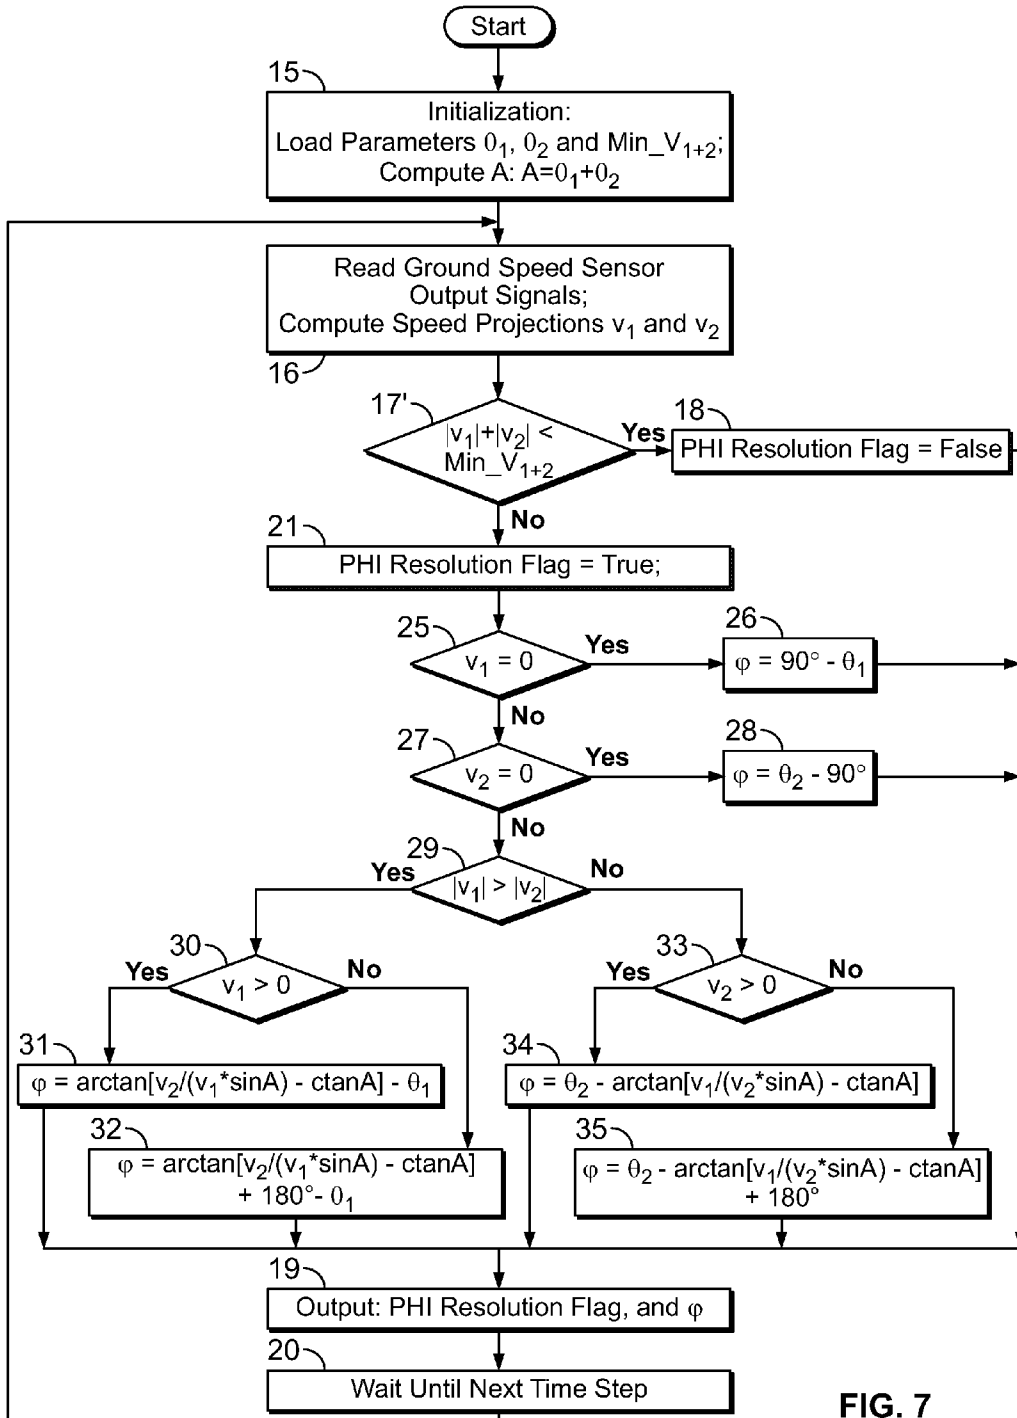 Start
15
Initialization:
Load Parameters θ₁, θ₂ and Min_V₁₊₂;
Compute A: A=θ₁+θ₂
Read Ground Speed Sensor
Output Signals;
Compute Speed Projections v₁ and v₂
16
17'
|v₁|+|v₂| <
Min_V₁₊₂
Yes
18
PHI Resolution Flag = False
No
21
PHI Resolution Flag = True;
25
v₁ = 0
Yes
26
φ = 90° - θ₁
No
27
v₂ = 0
Yes
28
φ = θ₂ - 90°
No
29
Yes
|v₁| > |v₂|
No
30
Yes
v₁ > 0
No
33
Yes
v₂ > 0
No
31
φ = arctan[v₂/(v₁*sinA) - ctanA] - θ₁
34
φ = θ₂ - arctan[v₁/(v₂*sinA) - ctanA]
32
φ = arctan[v₂/(v₁*sinA) - ctanA]
+ 180°- θ₁
35
φ = θ₂ - arctan[v₁/(v₂*sinA) - ctanA]
+ 180°
19
Output: PHI Resolution Flag, and φ
20
Wait Until Next Time Step
FIG. 7